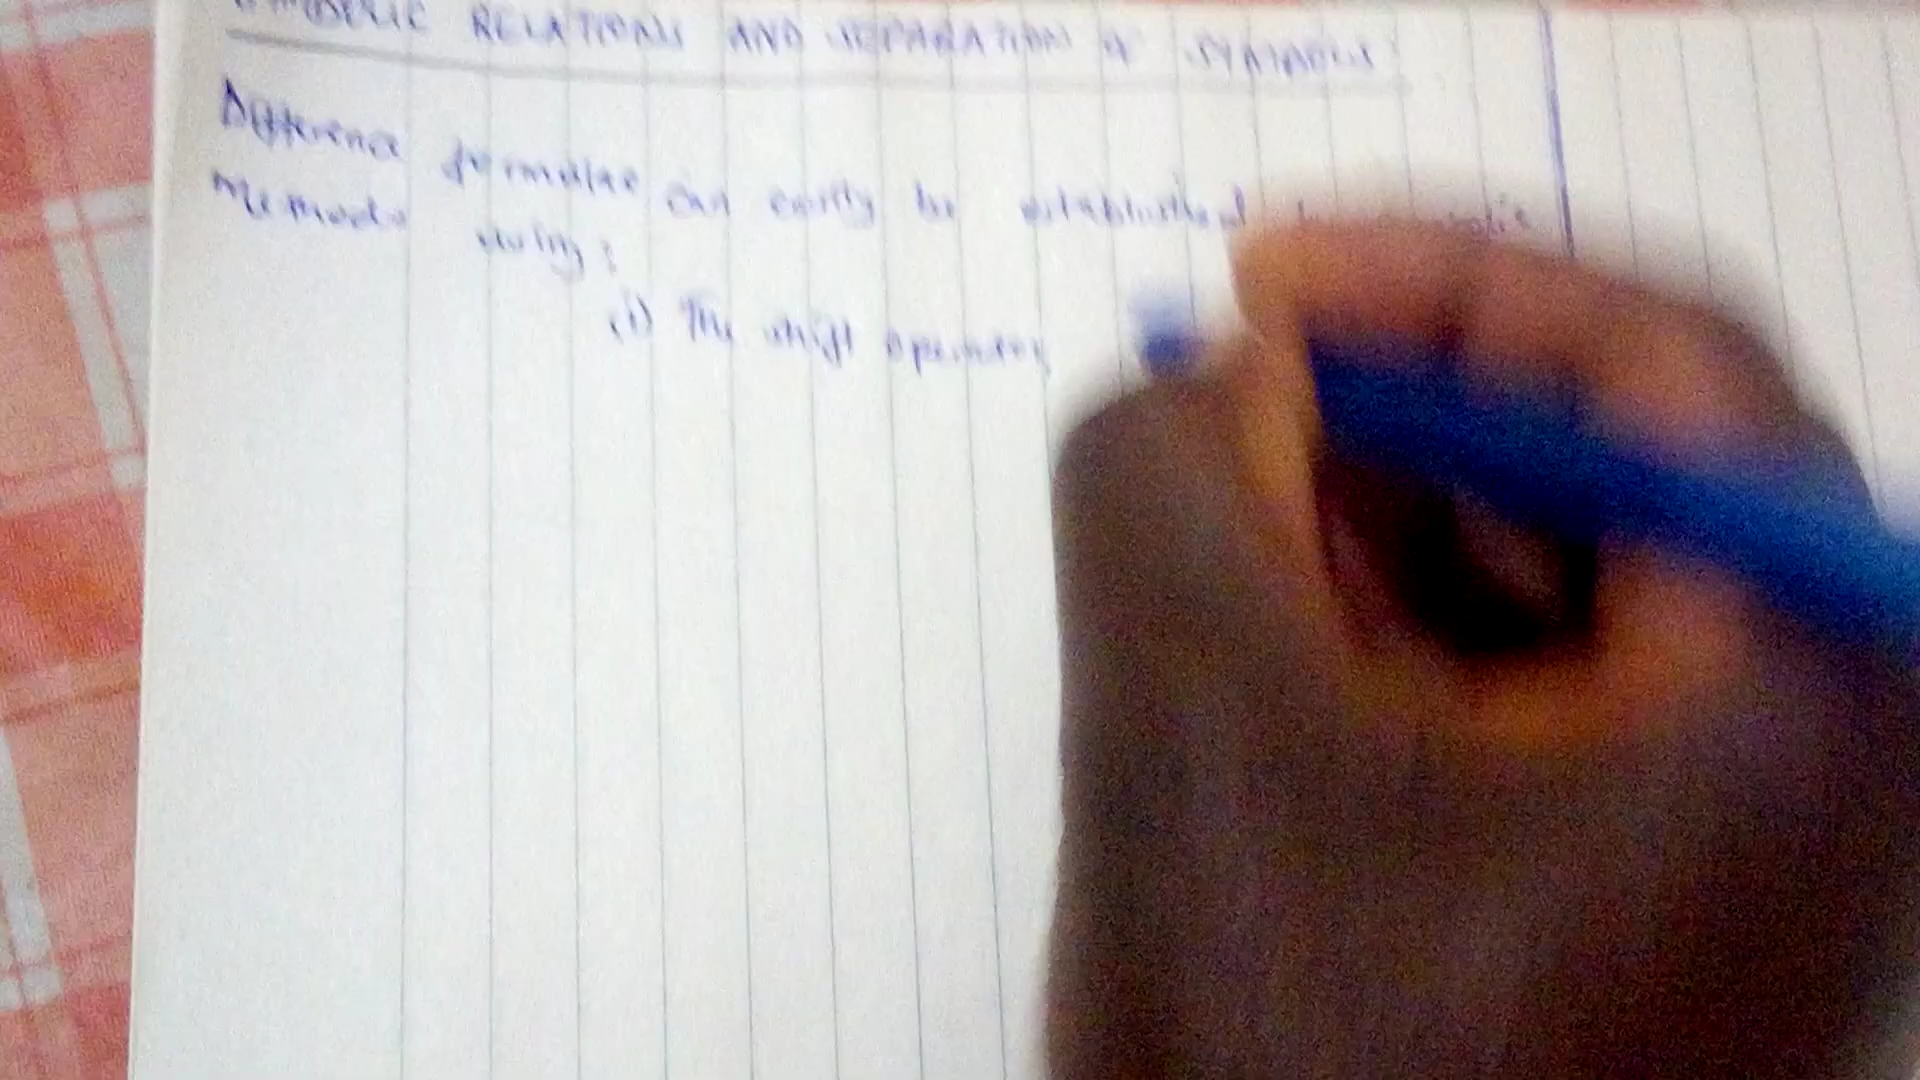 RELATIONS AND SEPARATION OF SYMBOLS
Difference formulae can easily be established
Methods using:
(i) The shift operator